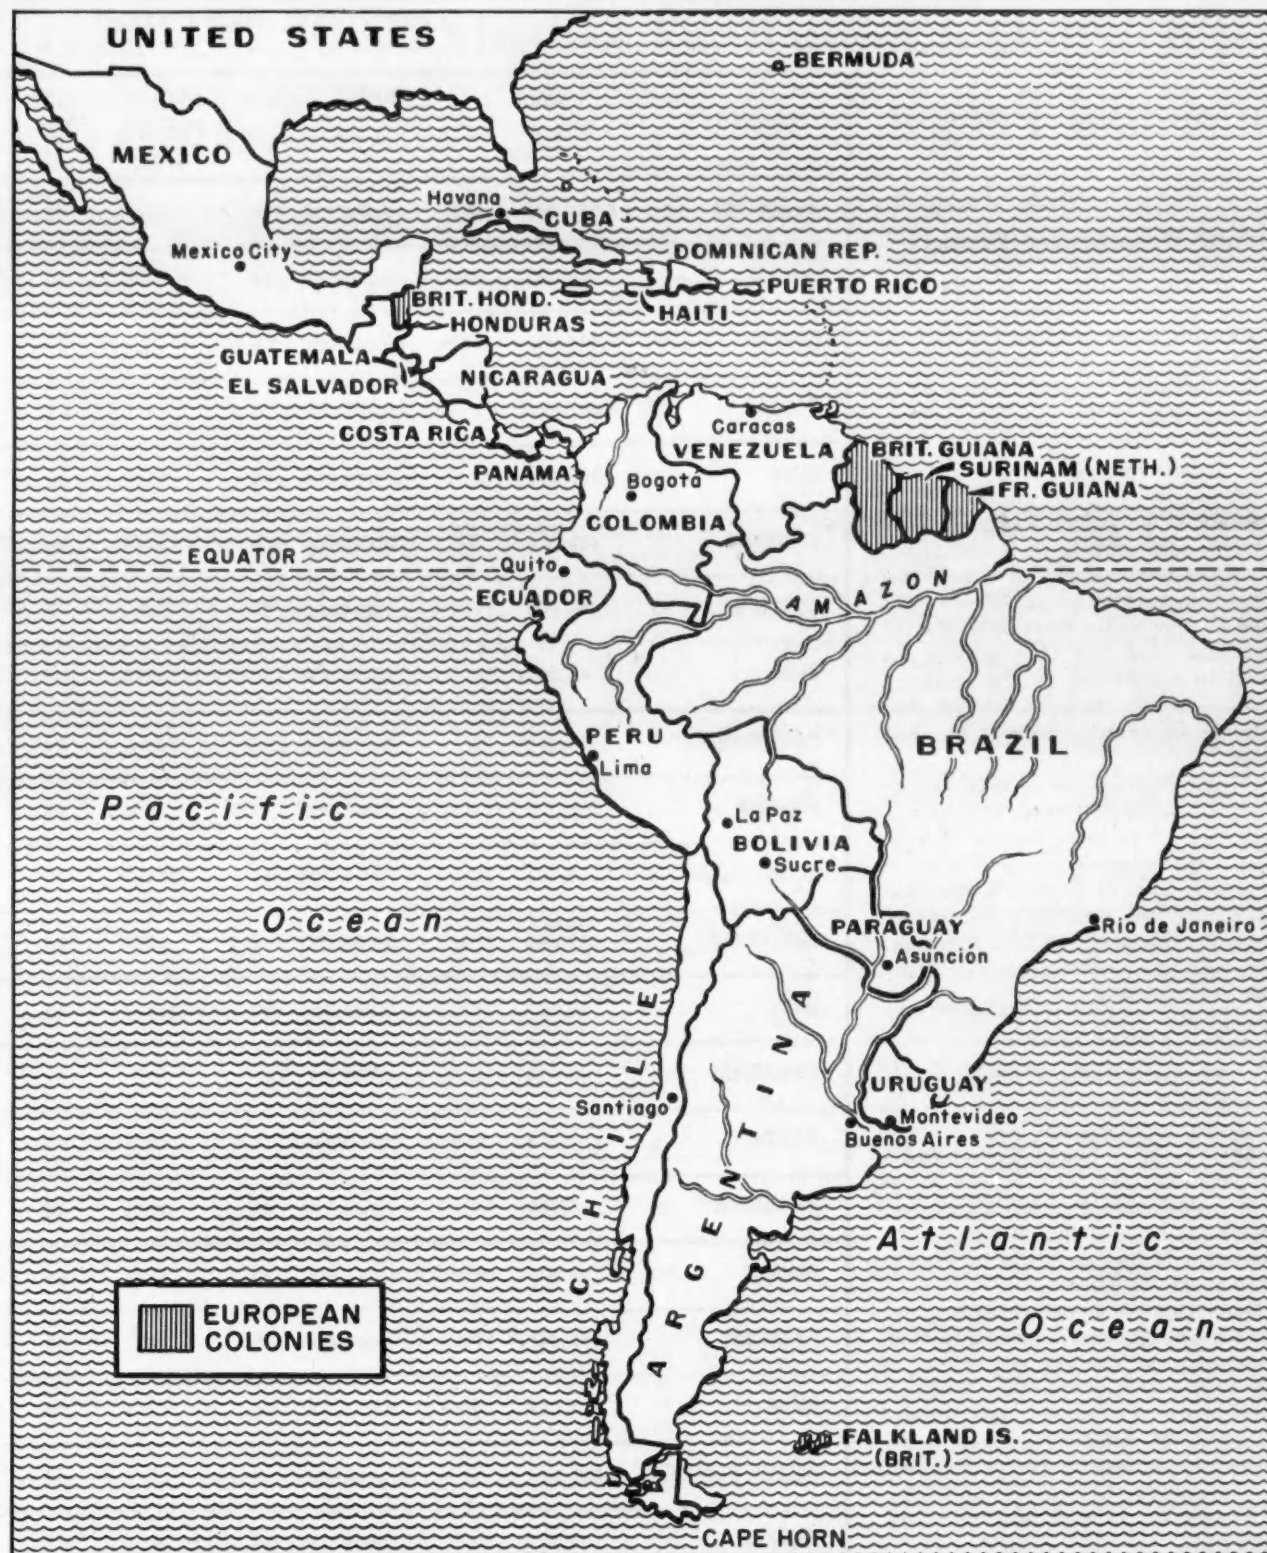 UNITED STATES
BERMUDA
MEXICO
Havana
CUBA
Mexico City
DOMINICAN REP.
PUERTO RICO
HAITI
BRIT. HOND.
HONDURAS
GUATEMALA
EL SALVADOR
NICARAGUA
COSTA RICA
PANAMA
Caracas
VENEZUELA
BRIT. GUIANA
SURINAM (NETH.)
FR. GUIANA
Bogotá
COLOMBIA
EQUATOR
Quito
ECUADOR
AMAZON
PERU
Lima
BRAZIL
Pacific
Ocean
La Paz
BOLIVIA
Sucre
PARAGUAY
Asunción
Rio de Janeiro
CHILE
Santiago
ARGENTINA
URUGUAY
Montevideo
Buenos Aires
Atlantic
Ocean
EUROPEAN
COLONIES
FALKLAND IS.
(BRIT.)
CAPE HORN